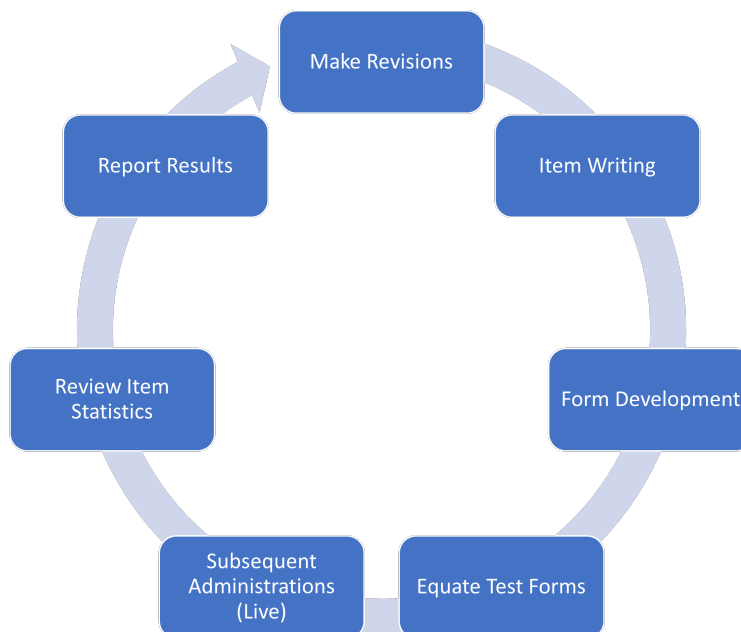 Make Revisions
Item Writing
Form Development
Equate Test Forms
Subsequent
Administrations
(Live)
Review Item
Statistics
Report Results